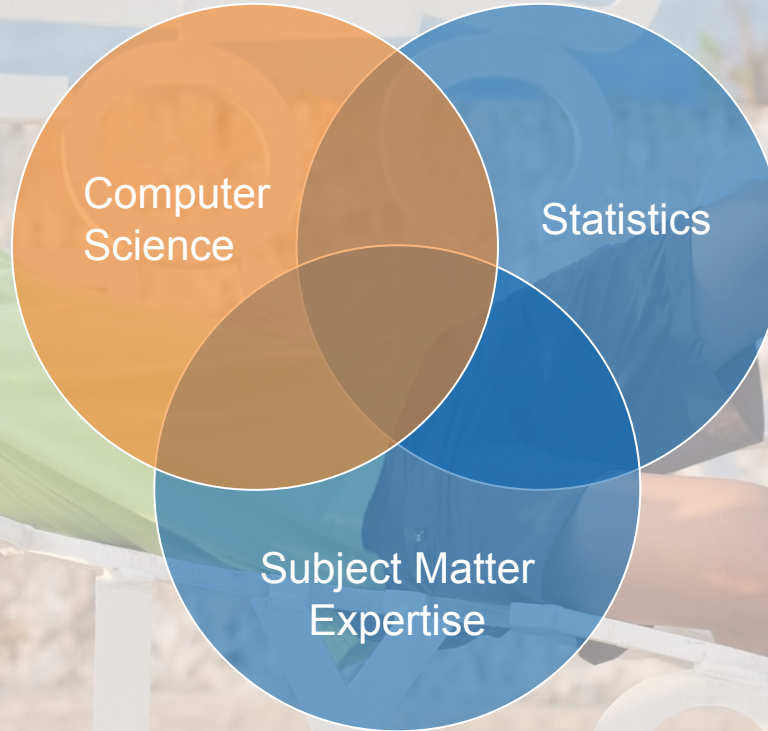 Computer
Science
Statistics
Subject Matter
Expertise